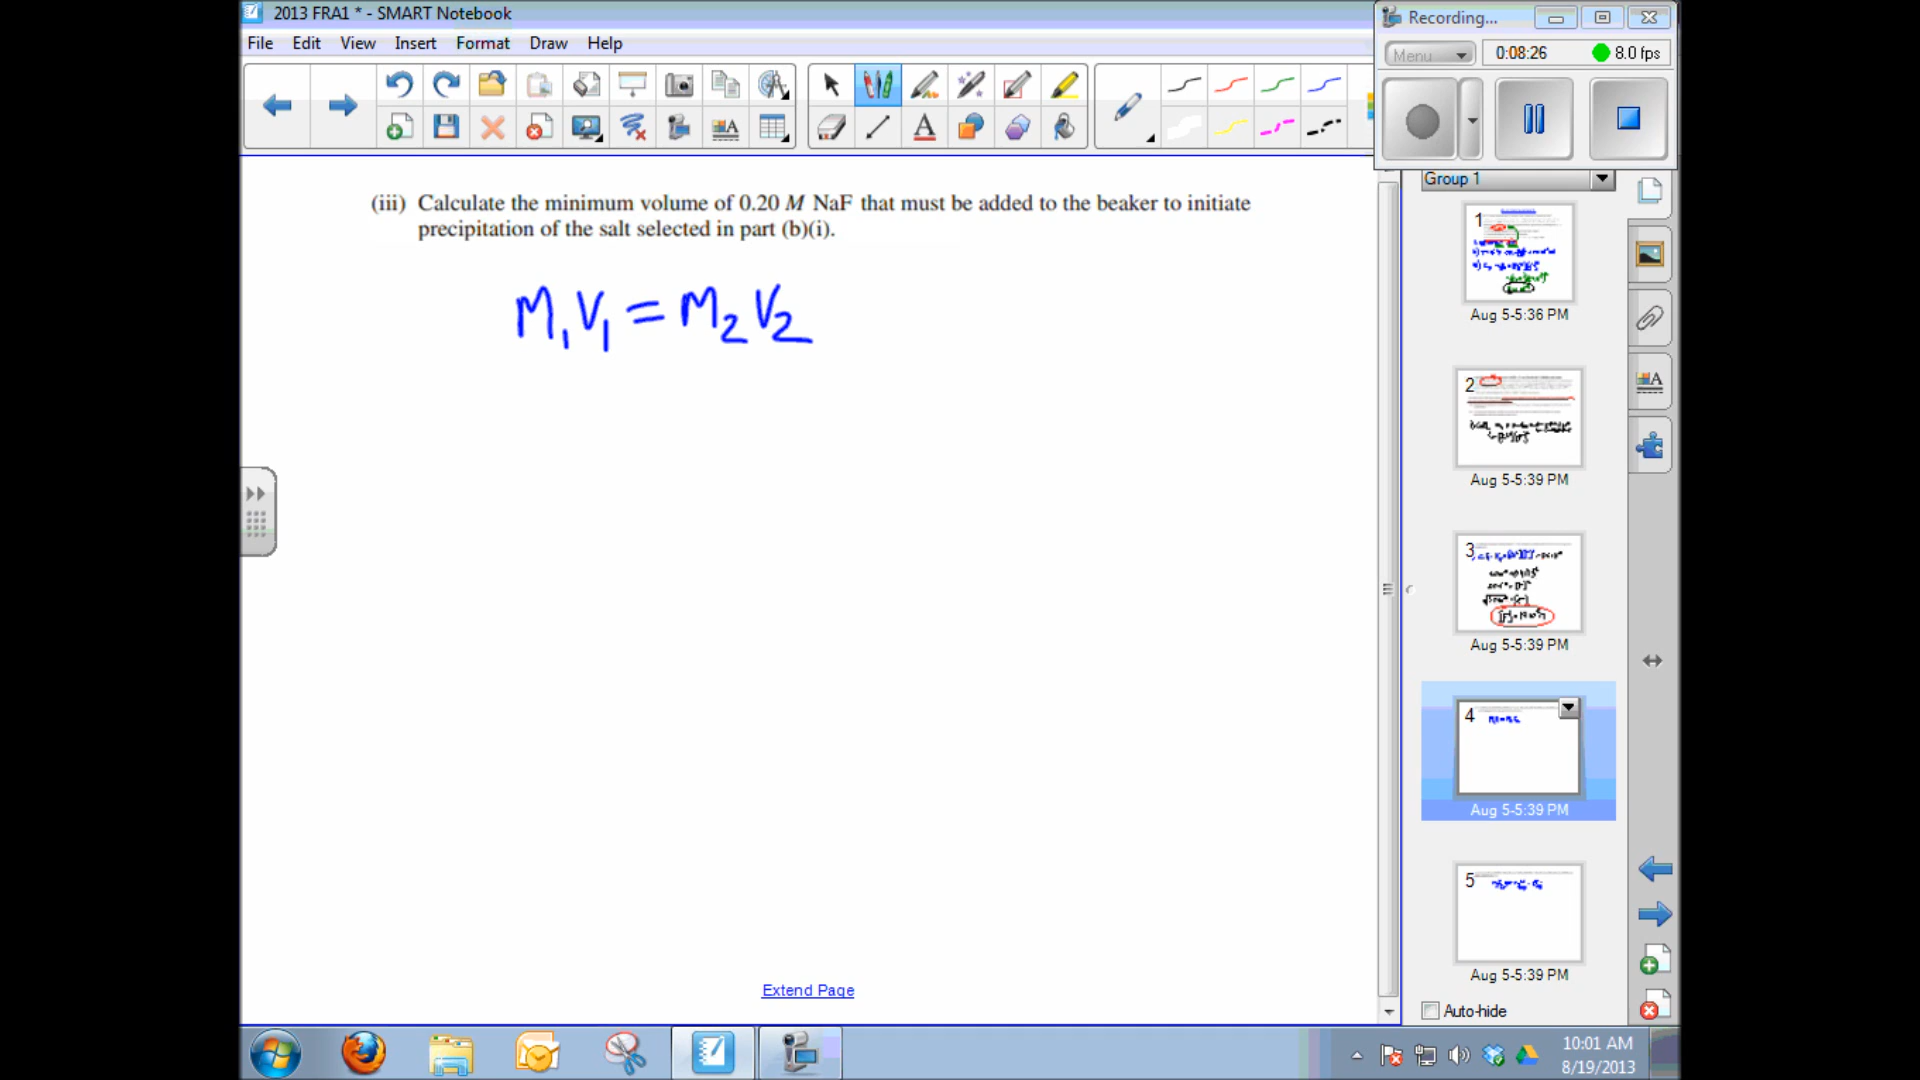 2013 FRA1 * - SMART Notebook
Recording...
File Edit View Insert Format Draw Help
Menu
0:08:26
8.0 fps
Group 1
(iii) Calculate the minimum volume of 0.20 M NaF that must be added to the beaker to initiate
precipitation of the salt selected in part (b)(i).
M₁V₁ = M₂V₂
1
Aug 5-5:36 PM
2
Aug 5-5:39 PM
3
Aug 5-5:39 PM
4
Aug 5-5:39 PM
5
Aug 5-5:39 PM
Extend Page
Auto-hide
10:01 AM
8/19/2013